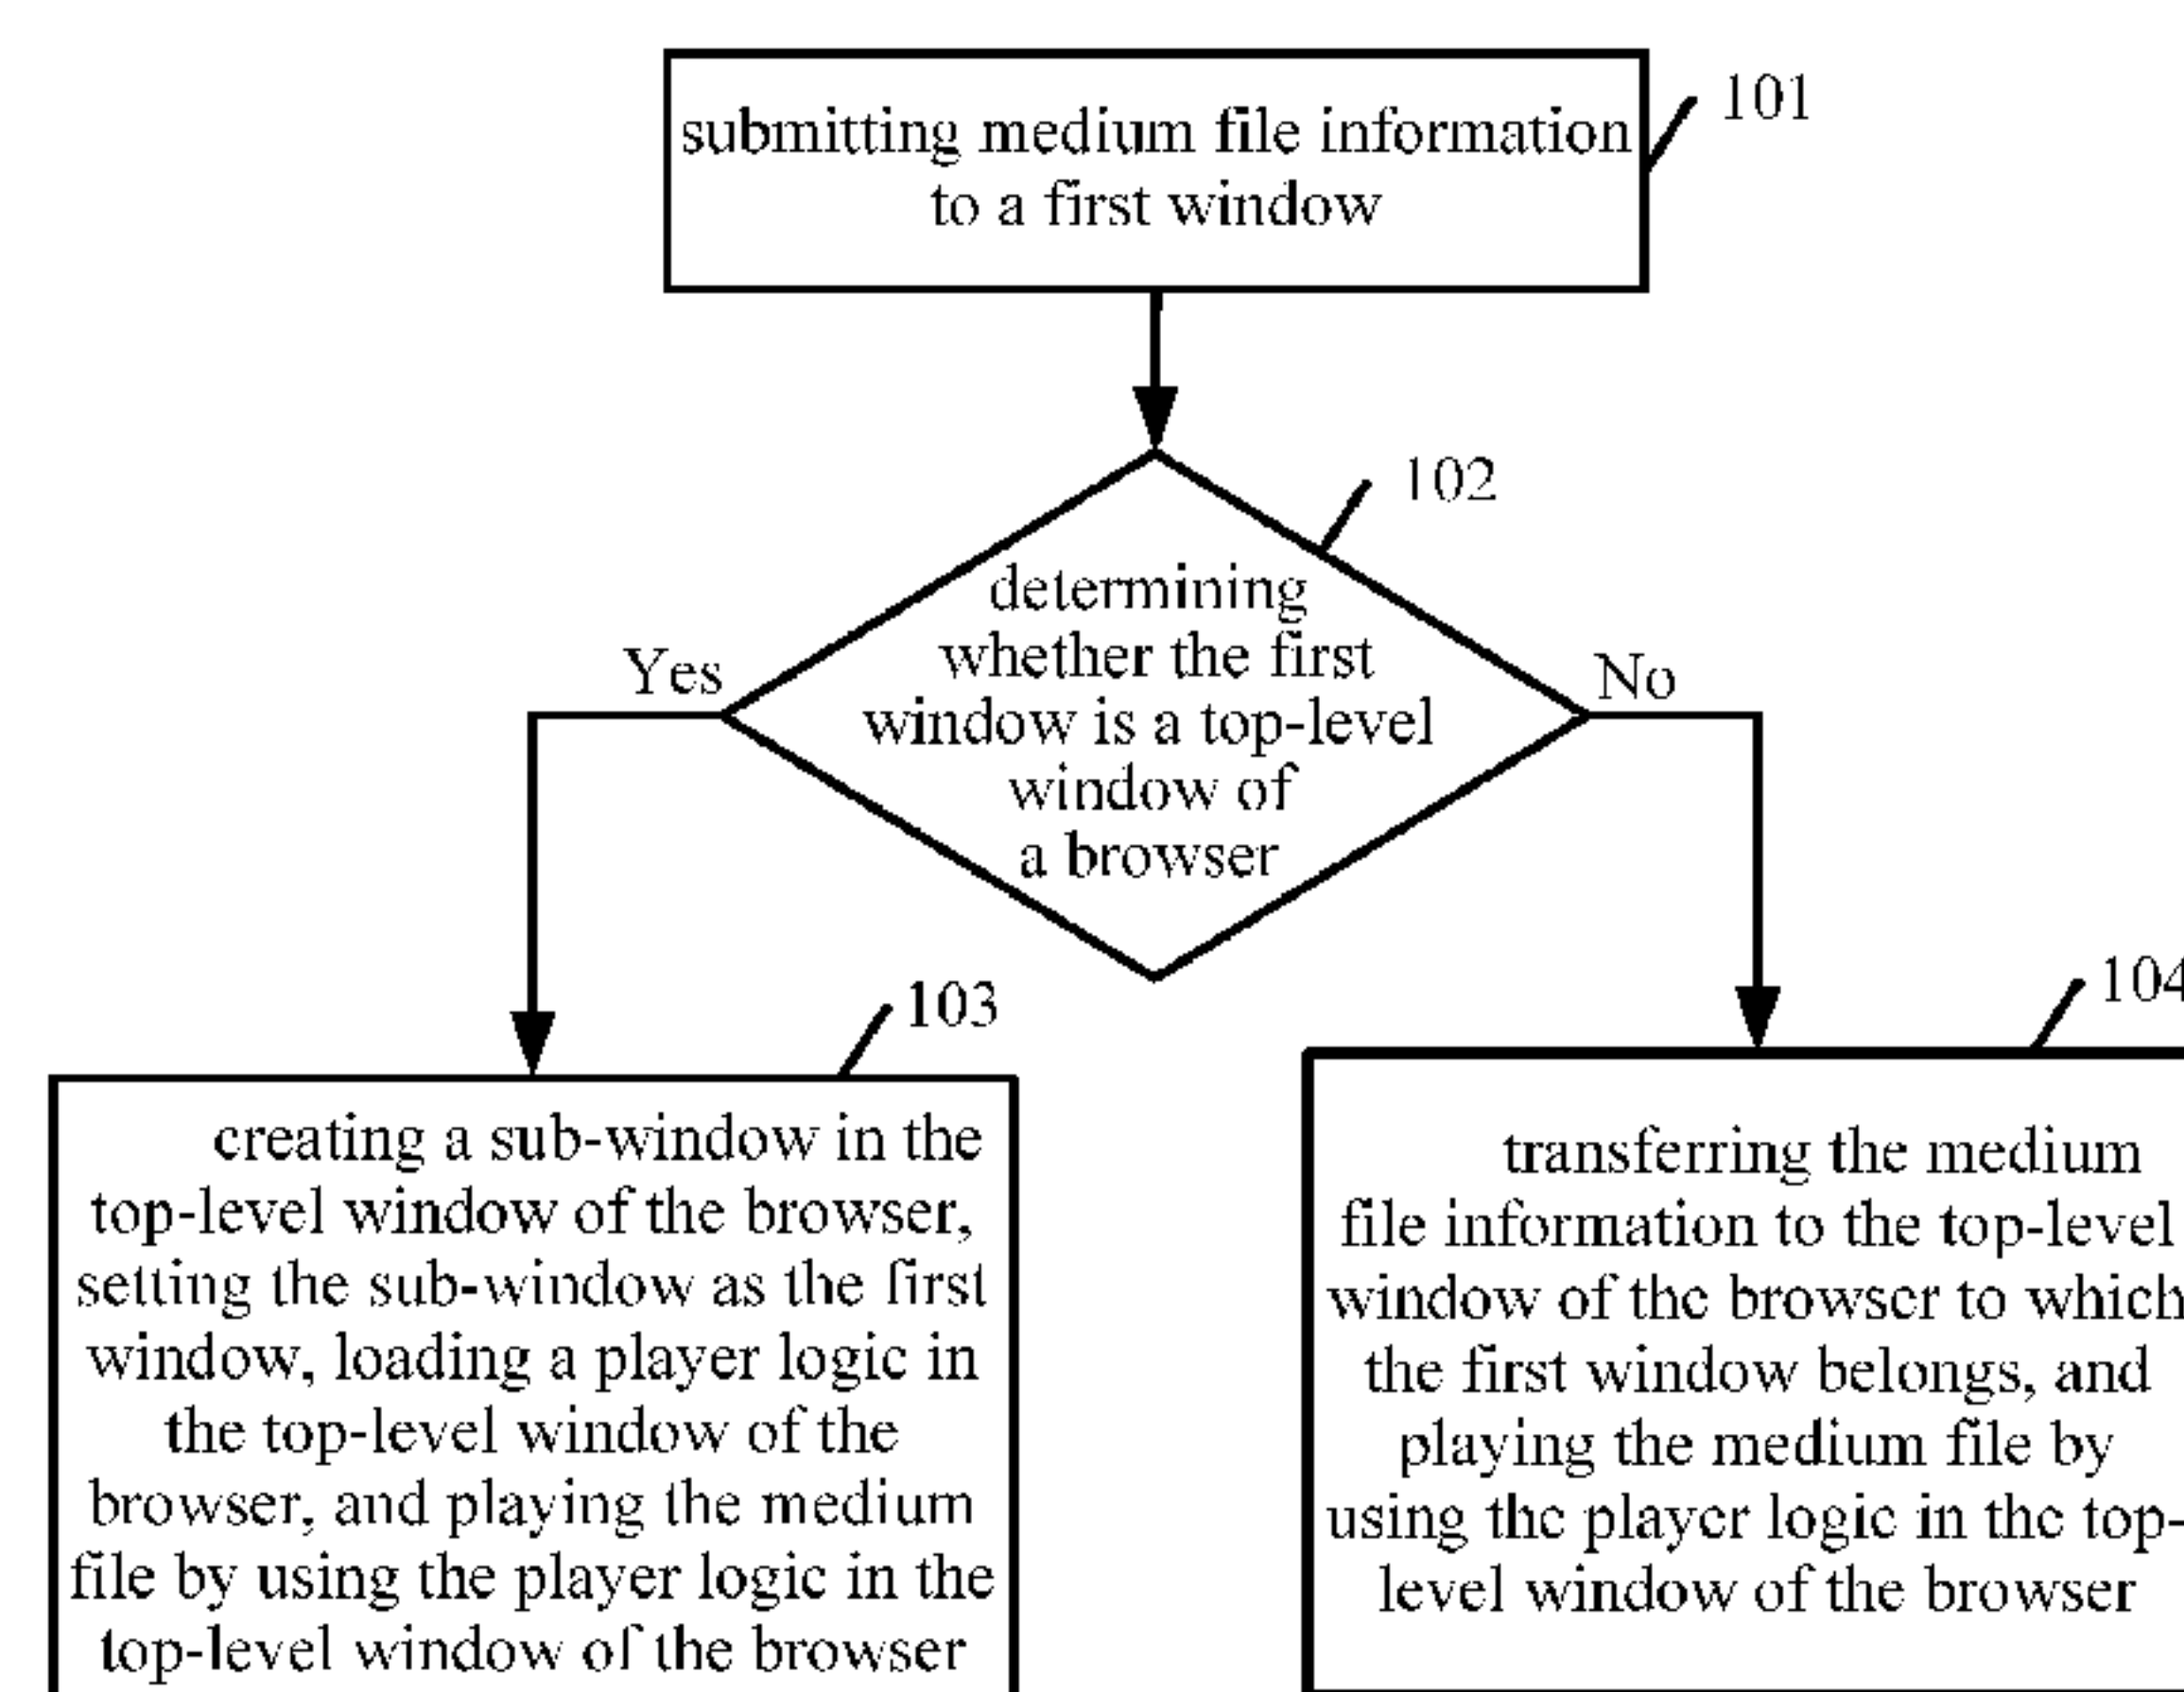 submitting medium file information
to a first window
101
102
determining
whether the first
window is a top-level
window of
a browser
Yes
No
103
creating a sub-window in the
top-level window of the browser,
setting the sub-window as the first
window, loading a player logic in
the top-level window of the
browser, and playing the medium
file by using the player logic in the
top-level window of the browser
104
transferring the medium
file information to the top-level
window of the browser to which
the first window belongs, and
playing the medium file by
using the player logic in the top-
level window of the browser